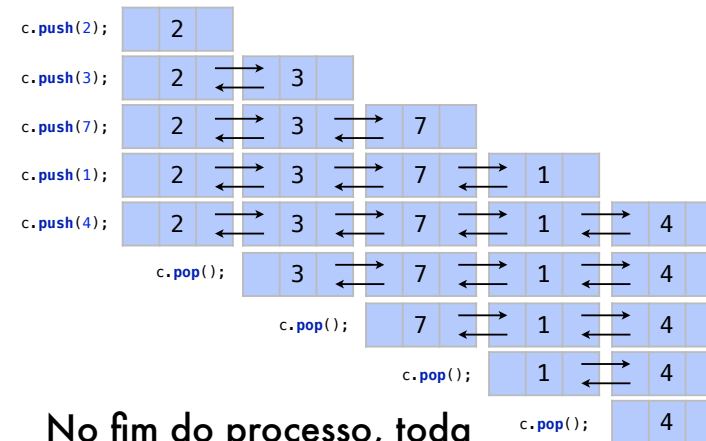 c.push(2); 2
c.push(3); 2 3
c.push(7); 2 3 7
c.push(1); 2 3 7 1
c.push(4); 2 3 7 1 4
c.pop(); 3 7 1 4
c.pop(); 7 1 4
c.pop(); 1 4
c.pop(); 4
No fim do processo, toda